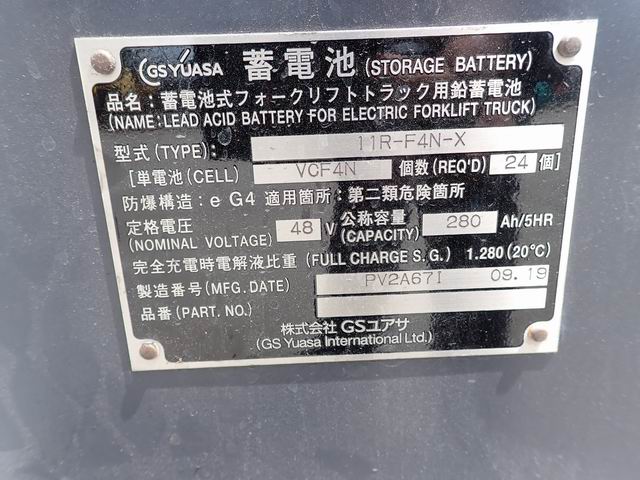 GS YUASA 蓄電池 (STORAGE BATTERY)
品名：蓄電池式フォークリフトトラック用鉛蓄電池
(NAME:LEAD ACID BATTERY FOR ELECTRIC FORKLIFT TRUCK)
型式(TYPE): 11R-F4N-X
[単電池(CELL) VCF4N 個数(REQ'D) 24 個]
防爆構造：e G4 適用箇所：第二類危険箇所
定格電圧 (NOMINAL VOLTAGE) 48 V 公称容量 (CAPACITY) 280 Ah/5HR
完全充電時電解液比重 (FULL CHARGE S.G.) 1.280(20℃)
製造番号(MFG.DATE) PV2A67I 09.19
品番(PART.NO.)
株式会社 GSユアサ
(GS Yuasa International Ltd.)